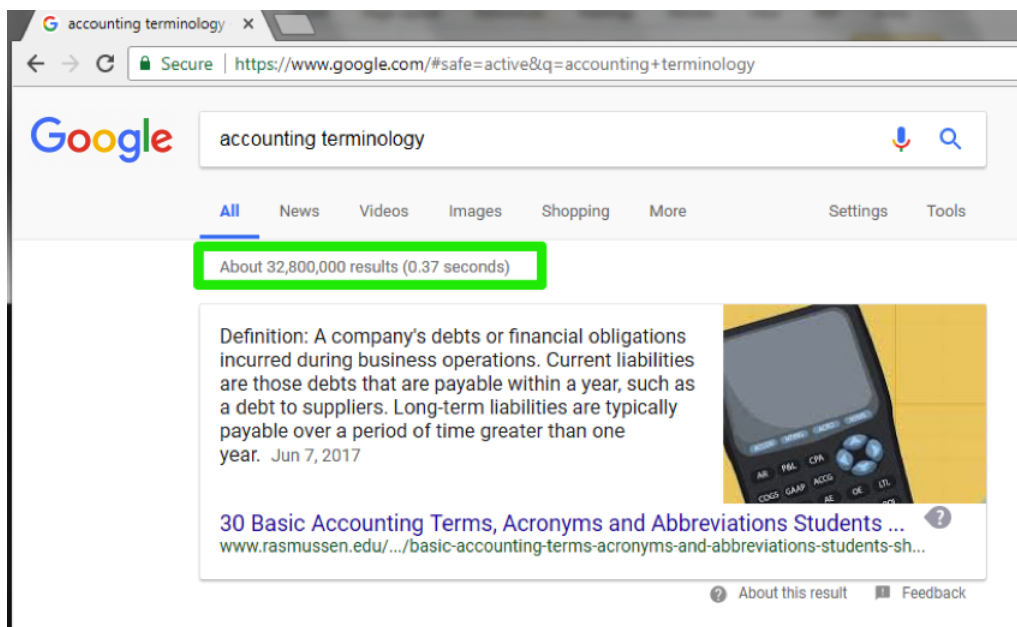 accounting terminology
Secure | https://www.google.com/#safe=active&q=accounting+terminology
Google accounting terminology
All News Videos Images Shopping More Settings Tools
About 32,800,000 results (0.37 seconds)
Definition: A company's debts or financial obligations
incurred during business operations. Current liabilities
are those debts that are payable within a year, such as
a debt to suppliers. Long-term liabilities are typically
payable over a period of time greater than one
year. Jun 7, 2017
AR P&L CPA
COGS GAAP ACCG
AE OE LTL
30 Basic Accounting Terms, Acronyms and Abbreviations Students ...
www.rasmussen.edu/.../basic-accounting-terms-acronyms-and-abbreviations-students-sh...
About this result Feedback